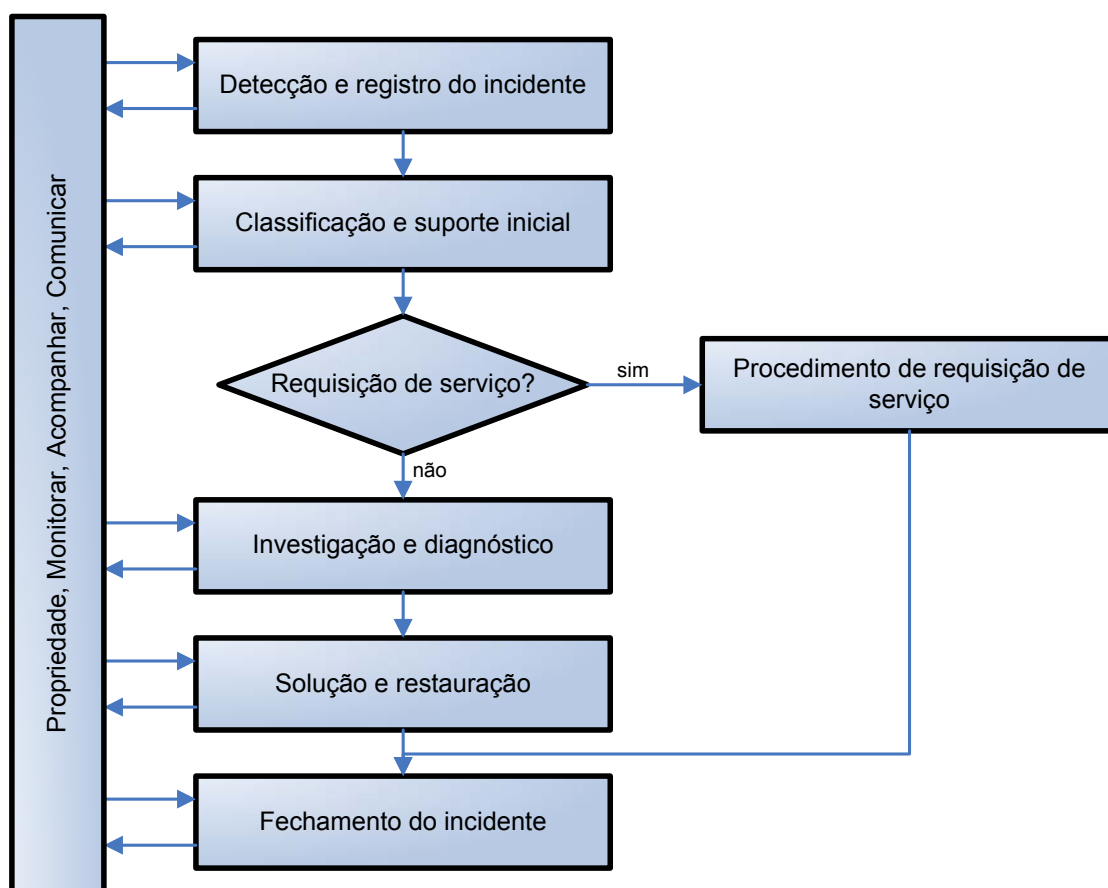 Propriedade, Monitorar, Acompanhar, Comunicar
Detecção e registro do incidente
Classificação e suporte inicial
Requisição de serviço?
sim
Procedimento de requisição de
serviço
não
Investigação e diagnóstico
Solução e restauração
Fechamento do incidente